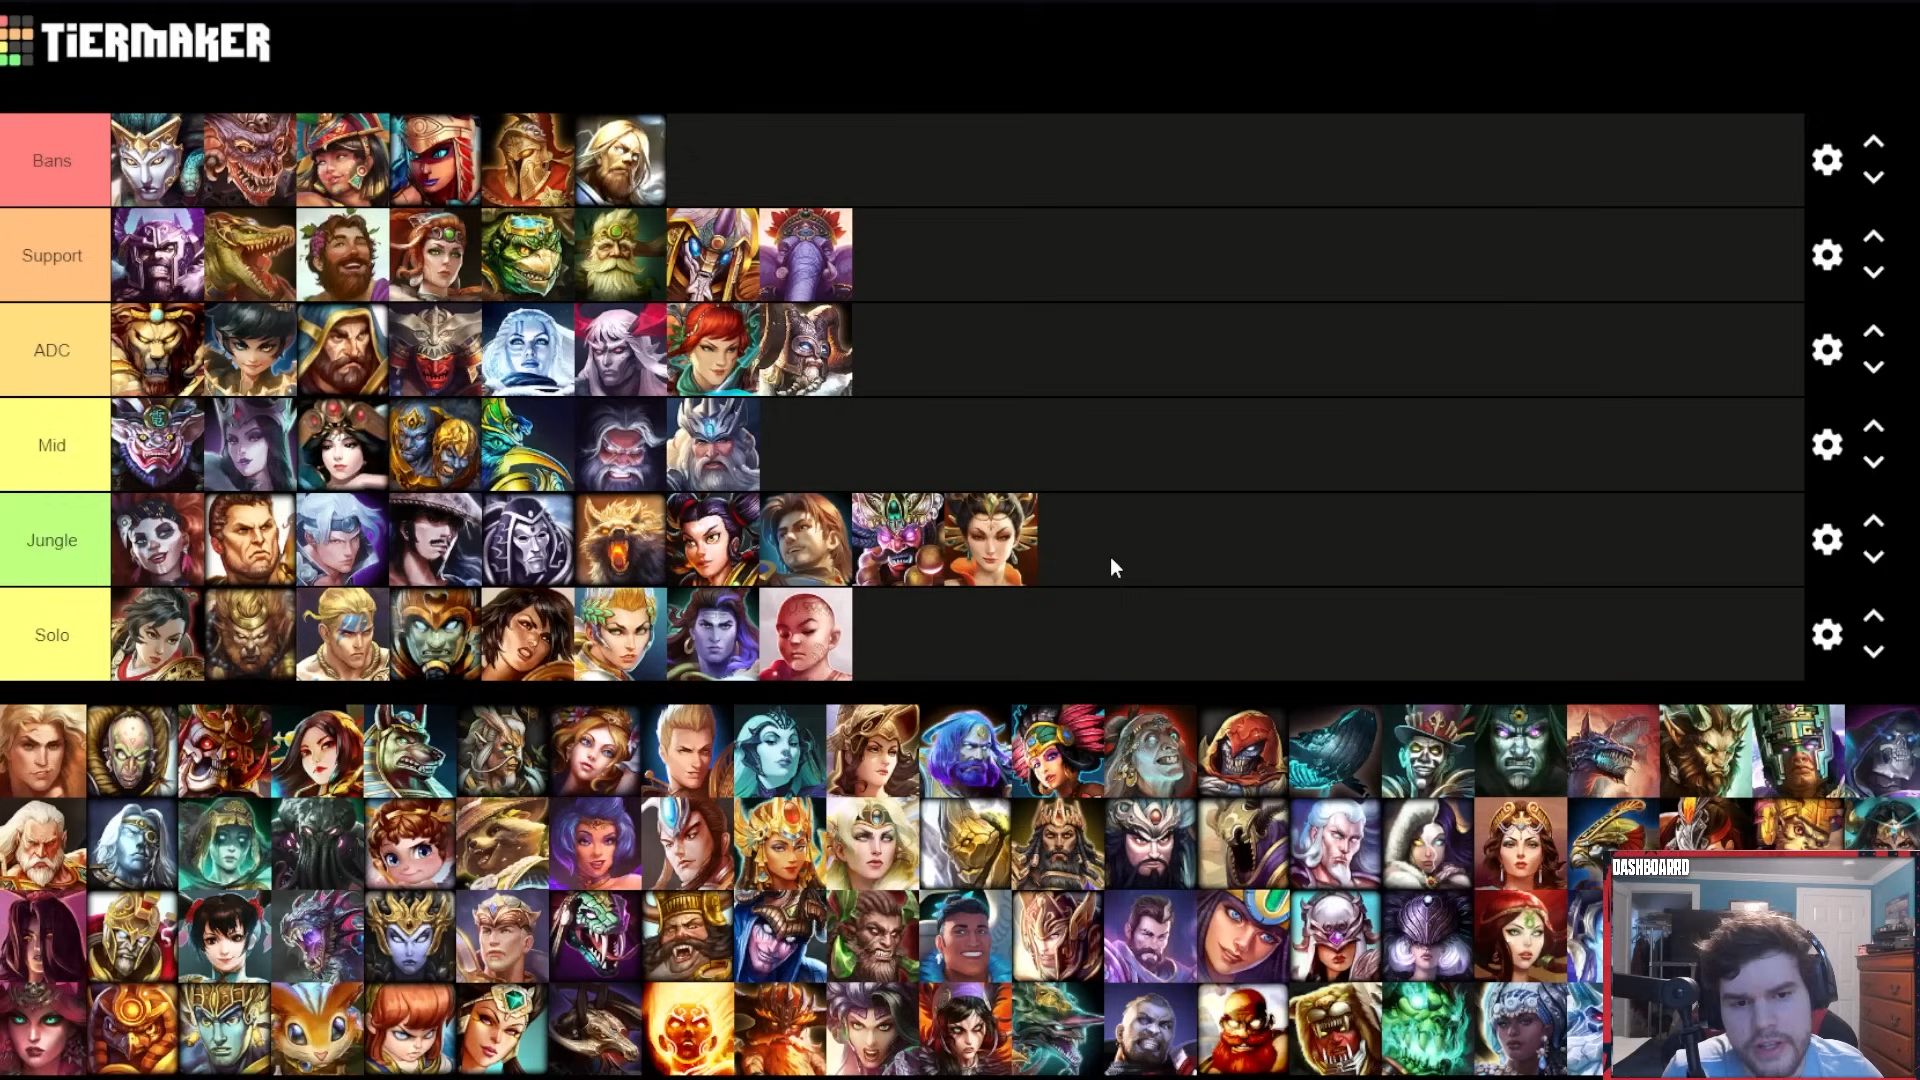 TiERMAKER
Bans
Support
ADC
Mid
Jungle
Solo
DASHBOARRD